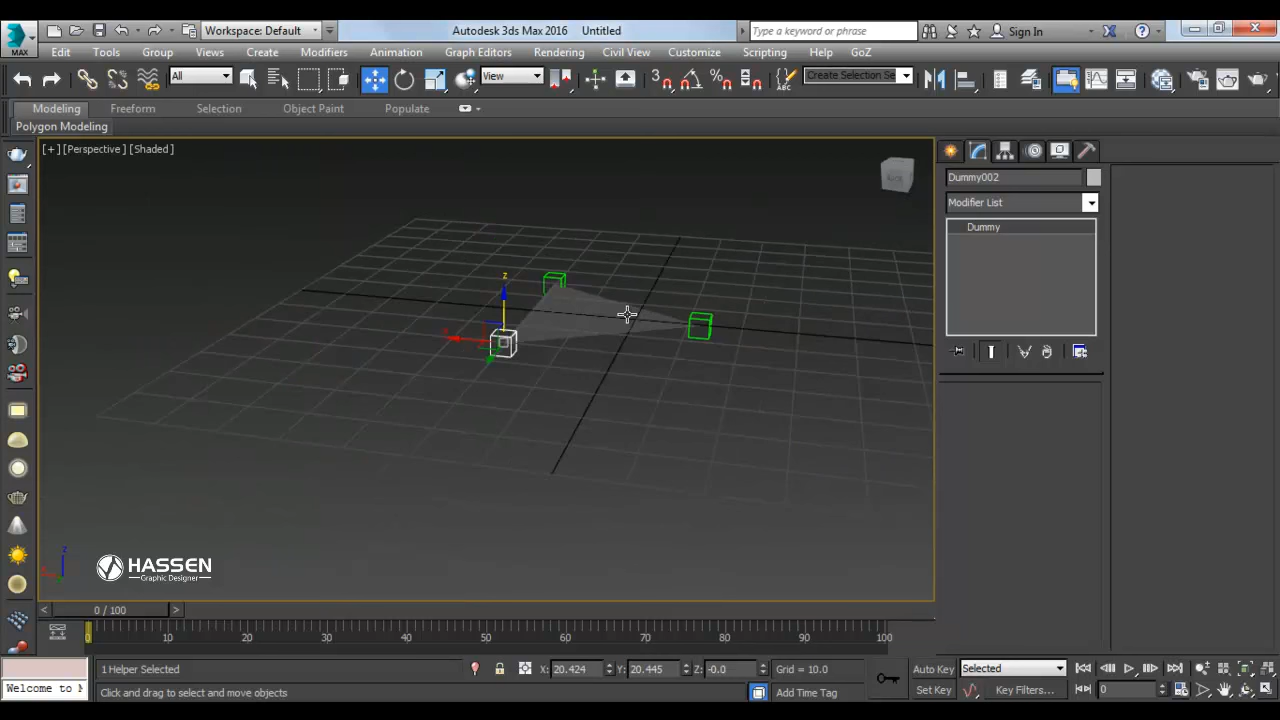 MAX
Workspace: Default
Autodesk 3ds Max 2016 Untitled
Type a keyword or phrase
Sign In
Edit Tools Group Views Create Modifiers Animation Graph Editors Rendering Civil View Customize Scripting Help GoZ
All
View
Create Selection Se
Modeling Freeform Selection Object Paint Populate
Polygon Modeling
[+] [Perspective] [Shaded]
Dummy002
Modifier List
Dummy
z
z
HASSEN
Graphic Designer
< 0 / 100 >
0 10 20 30 40 50 60 70 80 90 100
1 Helper Selected
X: 20.424 Y: 20.445 Z: -0.0
Grid = 10.0
Auto Key
Selected
Welcome to M
Click and drag to select and move objects
Add Time Tag
Set Key
Key Filters...
0